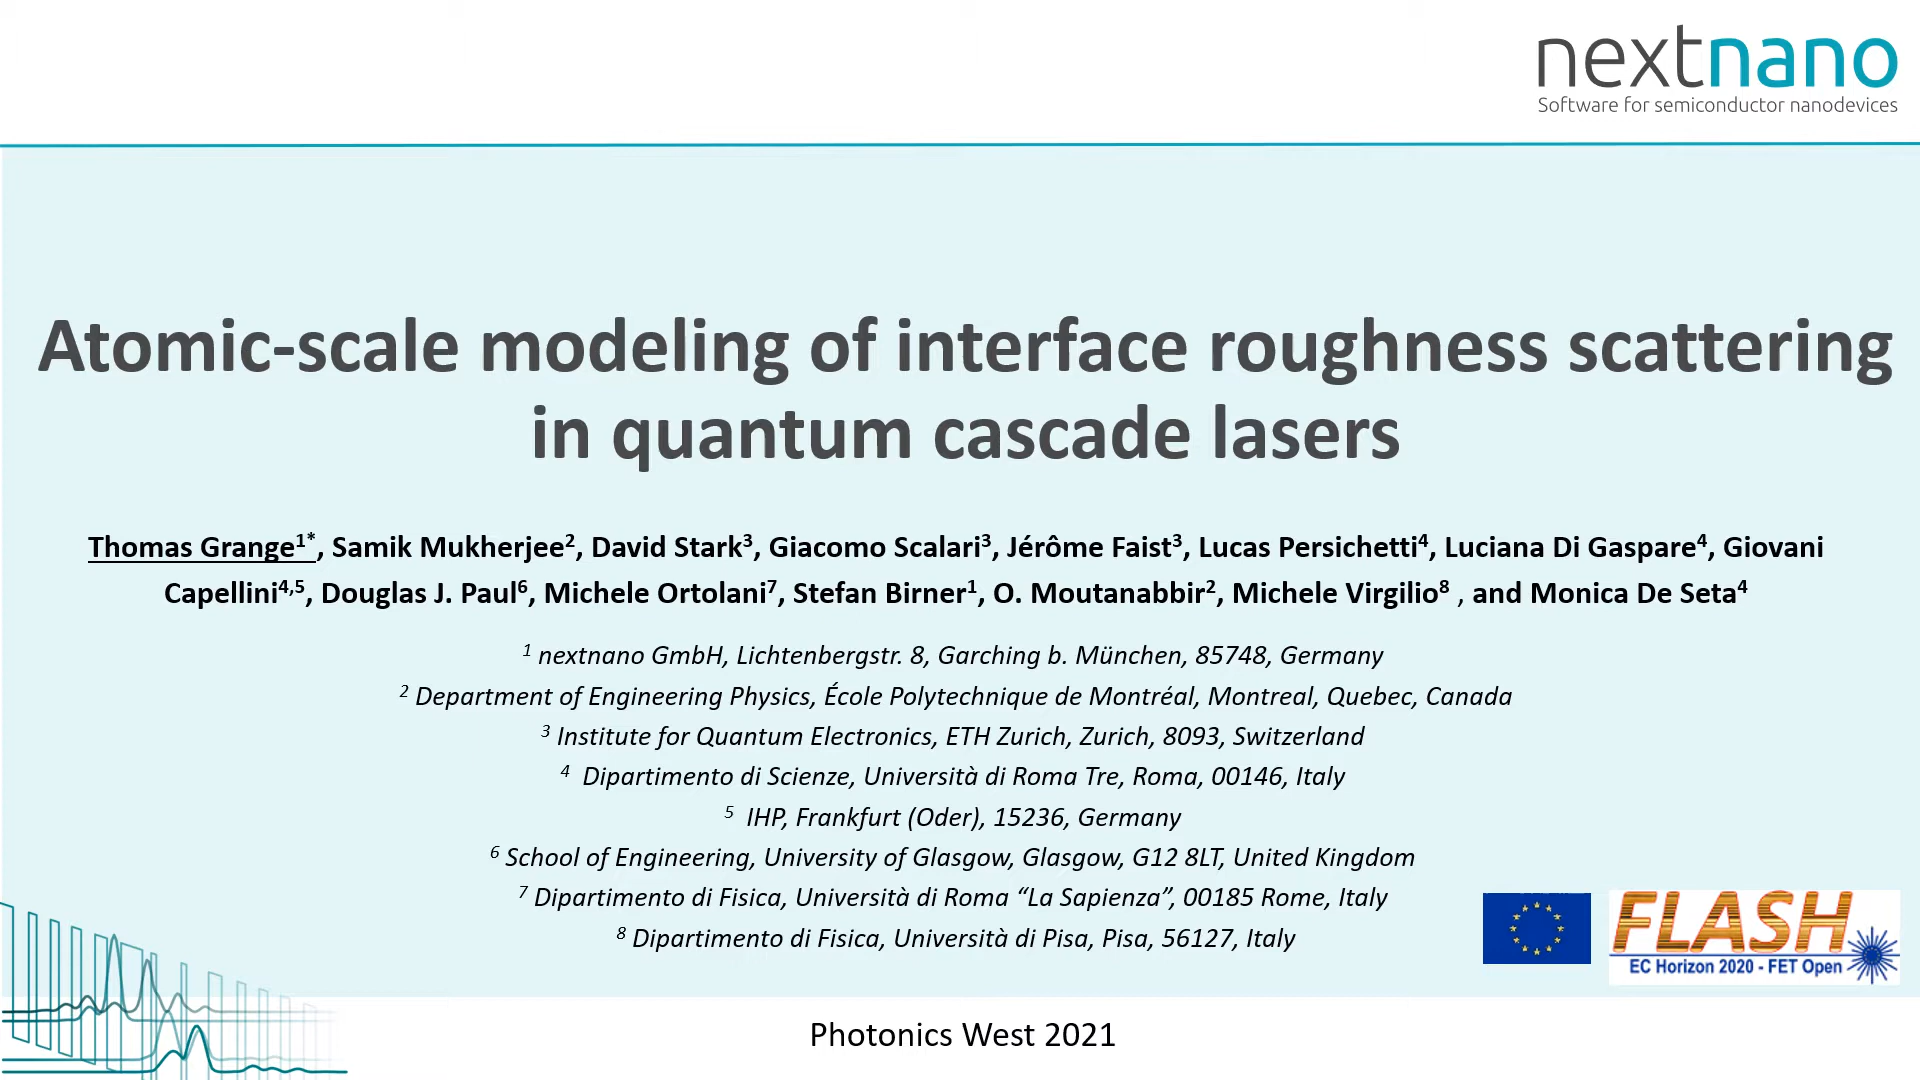 nextnano
Software for semiconductor nanodevices
Atomic-scale modeling of interface roughness scattering
in quantum cascade lasers
Thomas Grange1*, Samik Mukherjee2, David Stark3, Giacomo Scalari3, Jérôme Faist3, Lucas Persichetti4, Luciana Di Gaspare4, Giovani
Capellini4,5, Douglas J. Paul6, Michele Ortolani7, Stefan Birner1, O. Moutanabbir2, Michele Virgilio8 , and Monica De Seta4
1 nextnano GmbH, Lichtenbergstr. 8, Garching b. München, 85748, Germany
2 Department of Engineering Physics, École Polytechnique de Montréal, Montreal, Quebec, Canada
3 Institute for Quantum Electronics, ETH Zurich, Zurich, 8093, Switzerland
4 Dipartimento di Scienze, Università di Roma Tre, Roma, 00146, Italy
5 IHP, Frankfurt (Oder), 15236, Germany
6 School of Engineering, University of Glasgow, Glasgow, G12 8LT, United Kingdom
7 Dipartimento di Fisica, Università di Roma “La Sapienza”, 00185 Rome, Italy
8 Dipartimento di Fisica, Università di Pisa, Pisa, 56127, Italy
FLASH
EC Horizon 2020 - FET Open
Photonics West 2021